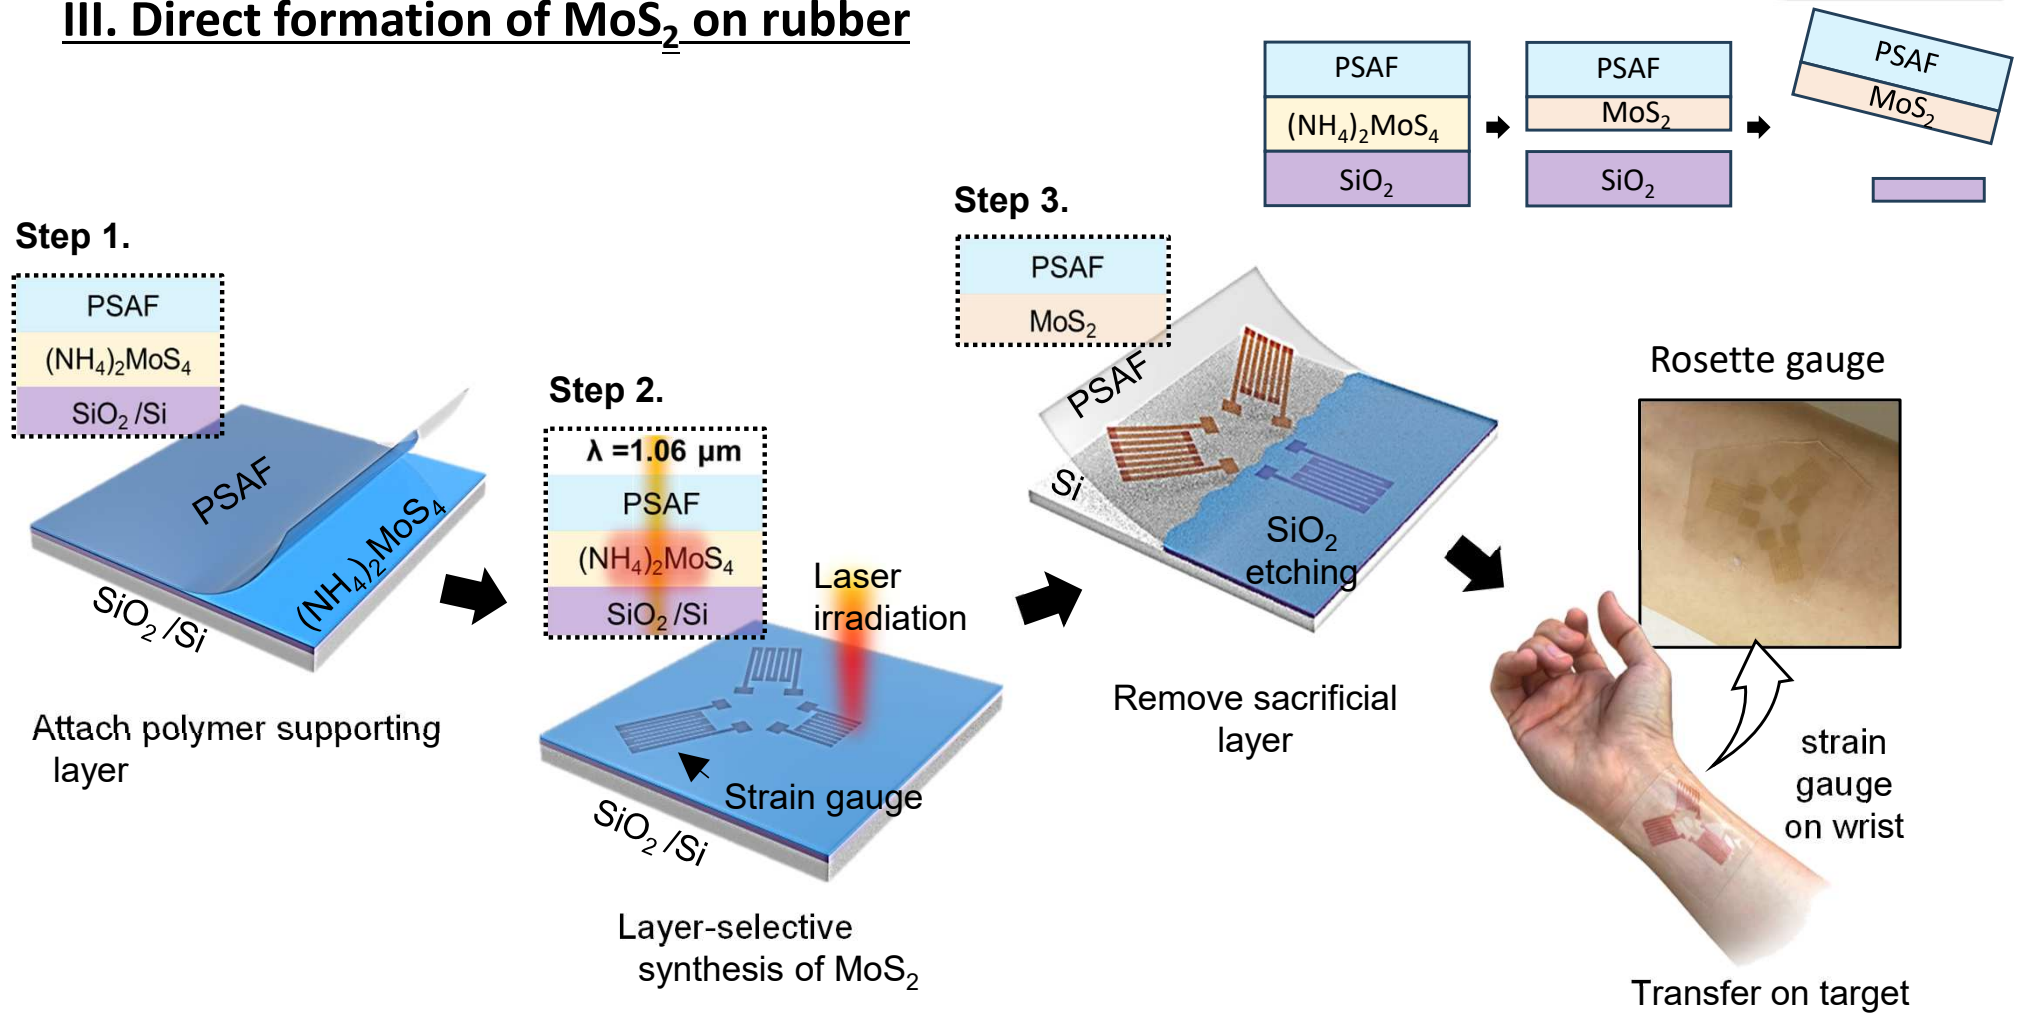 III. Direct formation of MoS₂ on rubber
PSAF
(NH₄)₂MoS₄
SiO₂
PSAF
MoS₂
SiO₂
PSAF
MoS₂
Step 1.
PSAF
(NH₄)₂MoS₄
SiO₂ /Si
PSAF
(NH₄)₂MoS₄
SiO₂ /Si
Attach polymer supporting
layer
Step 2.
λ =1.06 μm
PSAF
(NH₄)₂MoS₄
SiO₂ /Si
Laser
irradiation
Strain gauge
SiO₂ /Si
Layer-selective
synthesis of MoS₂
Step 3.
PSAF
MoS₂
PSAF
Si
SiO₂
etching
Remove sacrificial
layer
Rosette gauge
strain
gauge
on wrist
Transfer on target